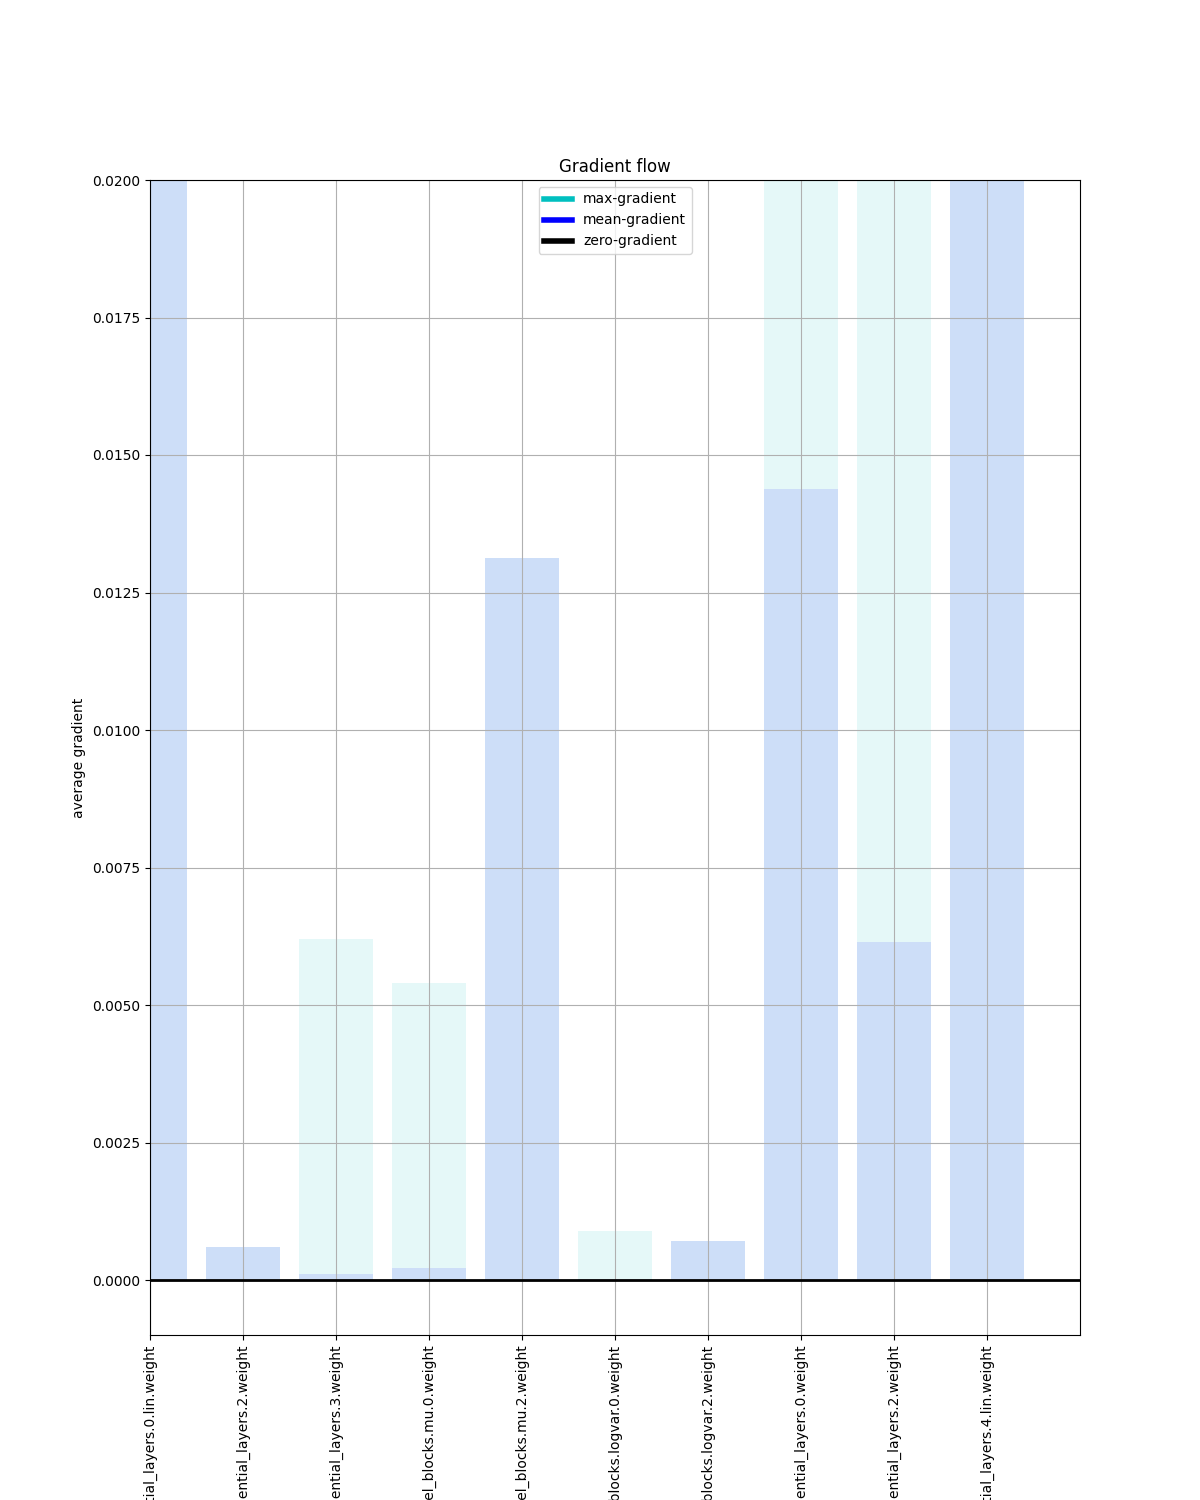 Gradient flow
max-gradient
mean-gradient
zero-gradient
0.0200
0.0175
0.0150
0.0125
0.0100
0.0075
0.0050
0.0025
0.0000
average gradient
tial_layers.0.lin.weight
ential_layers.2.weight
ential_layers.3.weight
el_blocks.mu.0.weight
el_blocks.mu.2.weight
blocks.logvar.0.weight
blocks.logvar.2.weight
ential_layers.0.weight
ential_layers.2.weight
tial_layers.4.lin.weight